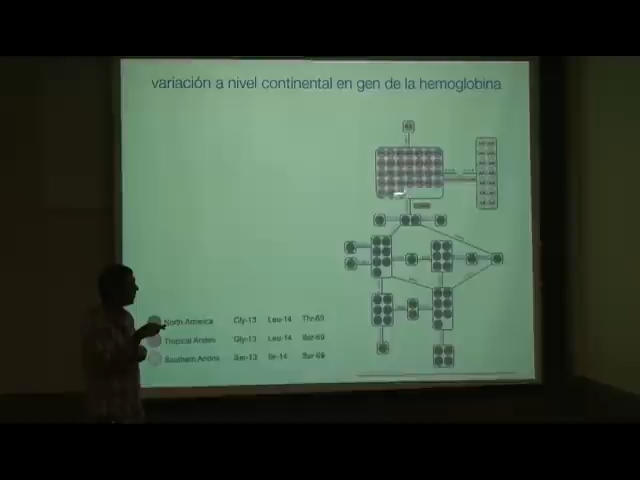 variación a nivel continental en gen de la hemoglobina
North America Gly-13 Leu-14 Thr-69
Tropical Andes Gly-13 Leu-14 Ser-69
Southern Andes Ser-13 Ile-14 Ser-69